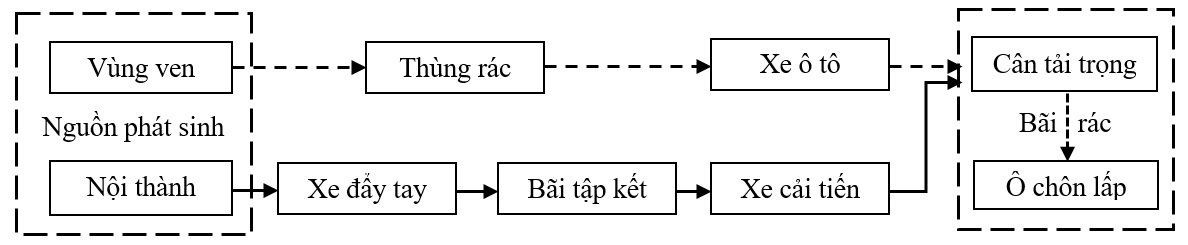 Vùng ven
Thùng rác
Xe ô tô
Cân tải trọng
Nguồn phát sinh
Bãi rác
Nội thành
Xe đẩy tay
Bãi tập kết
Xe cải tiến
Ô chôn lấp